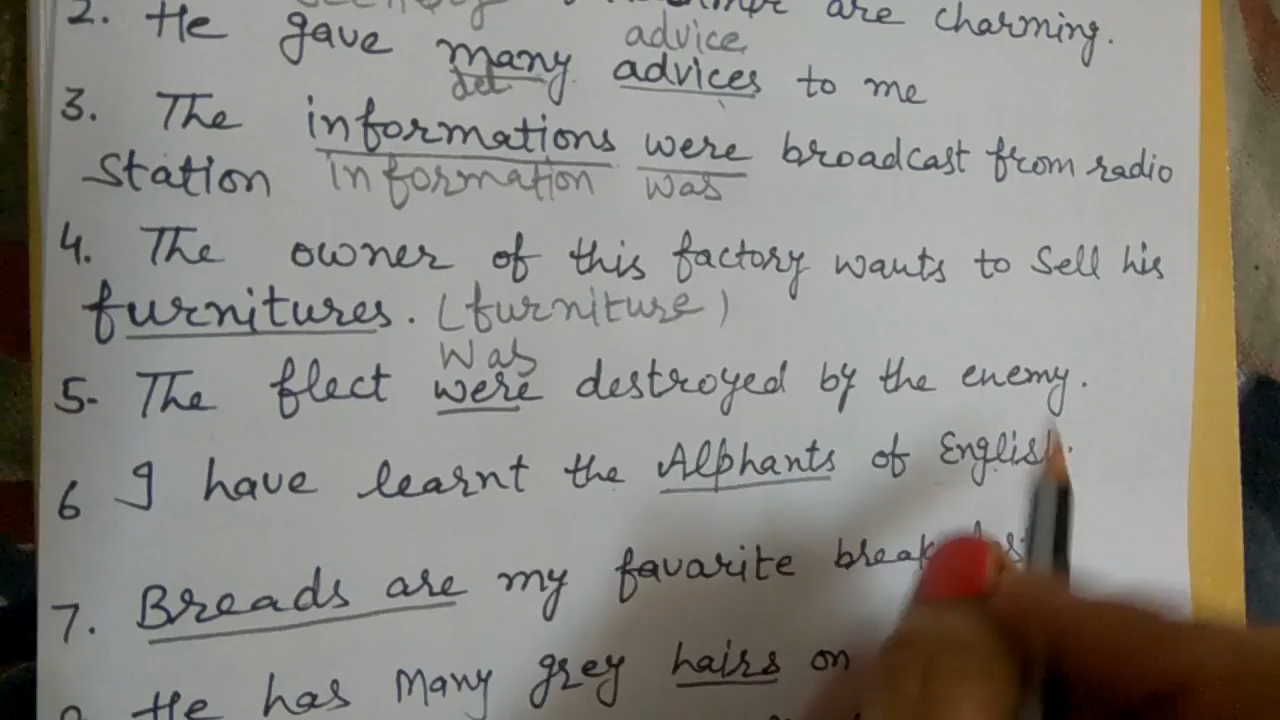 are charming.
advice
2. He gave many advices to me
del
3. The informations were broadcast from radio
Station information was
4. The owner of this factory wants to Sell his
furnitures. (furniture)
was
5. The flect were destroyed by the enemy.
6 I have learnt the Alphants of English.
7. Breads are my favarite
He has Many grey hairs on